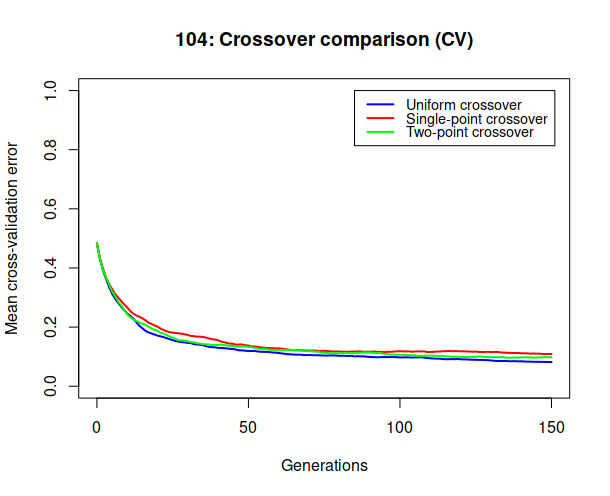 104: Crossover comparison (CV)
Uniform crossover
Single-point crossover
Two-point crossover
Mean cross-validation error
1.0
0.8
0.6
0.4
0.2
0.0
0 50 100 150
Generations